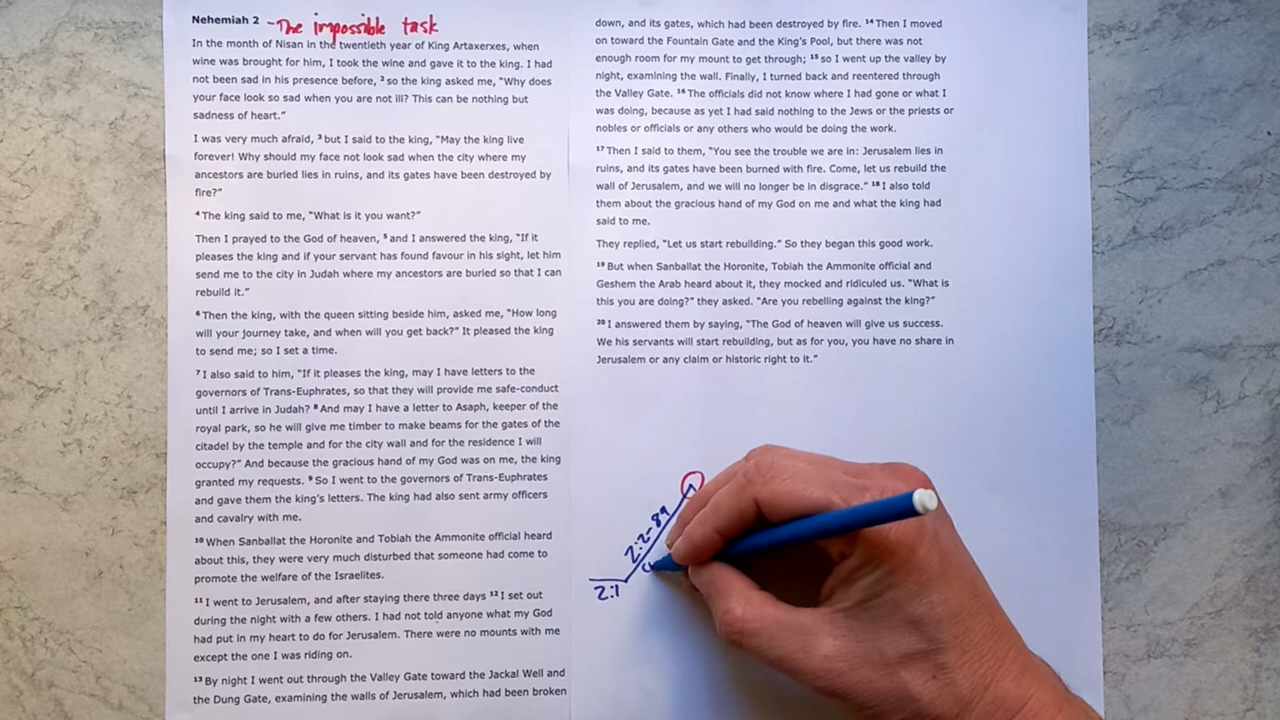 Nehemiah 2 - The impossible task
In the month of Nisan in the twentieth year of King Artaxerxes, when
wine was brought for him, I took the wine and gave it to the king. I had
not been sad in his presence before, ² so the king asked me, “Why does
your face look so sad when you are not ill? This can be nothing but
sadness of heart.”
I was very much afraid, ³ but I said to the king, “May the king live
forever! Why should my face not look sad when the city where my
ancestors are buried lies in ruins, and its gates have been destroyed by
fire?”
⁴ The king said to me, “What is it you want?”
Then I prayed to the God of heaven, ⁵ and I answered the king, “If it
pleases the king and if your servant has found favour in his sight, let him
send me to the city in Judah where my ancestors are buried so that I can
rebuild it.”
⁶ Then the king, with the queen sitting beside him, asked me, “How long
will your journey take, and when will you get back?” It pleased the king
to send me; so I set a time.
⁷ I also said to him, “If it pleases the king, may I have letters to the
governors of Trans-Euphrates, so that they will provide me safe-conduct
until I arrive in Judah? ⁸ And may I have a letter to Asaph, keeper of the
royal park, so he will give me timber to make beams for the gates of the
citadel by the temple and for the city wall and for the residence I will
occupy?” And because the gracious hand of my God was on me, the king
granted my requests. ⁹ So I went to the governors of Trans-Euphrates
and gave them the king’s letters. The king had also sent army officers
and cavalry with me.
¹⁰ When Sanballat the Horonite and Tobiah the Ammonite official heard
about this, they were very much disturbed that someone had come to
promote the welfare of the Israelites.
¹¹ I went to Jerusalem, and after staying there three days ¹² I set out
during the night with a few others. I had not told anyone what my God
had put in my heart to do for Jerusalem. There were no mounts with me
except the one I was riding on.
¹³ By night I went out through the Valley Gate toward the Jackal Well and
the Dung Gate, examining the walls of Jerusalem, which had been broken
down, and its gates, which had been destroyed by fire. ¹⁴ Then I moved
on toward the Fountain Gate and the King’s Pool, but there was not
enough room for my mount to get through; ¹⁵ so I went up the valley by
night, examining the wall. Finally, I turned back and reentered through
the Valley Gate. ¹⁶ The officials did not know where I had gone or what I
was doing, because as yet I had said nothing to the Jews or the priests or
nobles or officials or any others who would be doing the work.
¹⁷ Then I said to them, “You see the trouble we are in: Jerusalem lies in
ruins, and its gates have been burned with fire. Come, let us rebuild the
wall of Jerusalem, and we will no longer be in disgrace.” ¹⁸ I also told
them about the gracious hand of my God on me and what the king had
said to me.
They replied, “Let us start rebuilding.” So they began this good work.
¹⁹ But when Sanballat the Horonite, Tobiah the Ammonite official and
Geshem the Arab heard about it, they mocked and ridiculed us. “What is
this you are doing?” they asked. “Are you rebelling against the king?”
²⁰ I answered them by saying, “The God of heaven will give us success.
We his servants will start rebuilding, but as for you, you have no share in
Jerusalem or any claim or historic right to it.”
2:2-8a
2:1